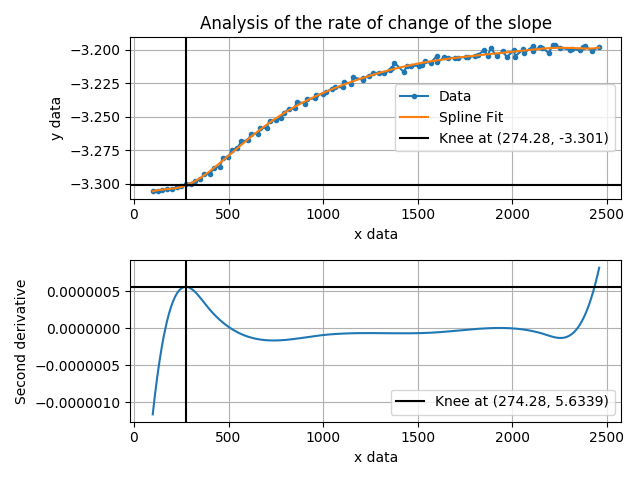 Analysis of the rate of change of the slope
−3.200
−3.225
−3.250
−3.275
−3.300
y data
Data
Spline Fit
Knee at (274.28, -3.301)
0 500 1000 1500 2000 2500
x data
0.0000005
0.0000000
−0.0000005
−0.0000010
Second derivative
Knee at (274.28, 5.6339)
0 500 1000 1500 2000 2500
x data